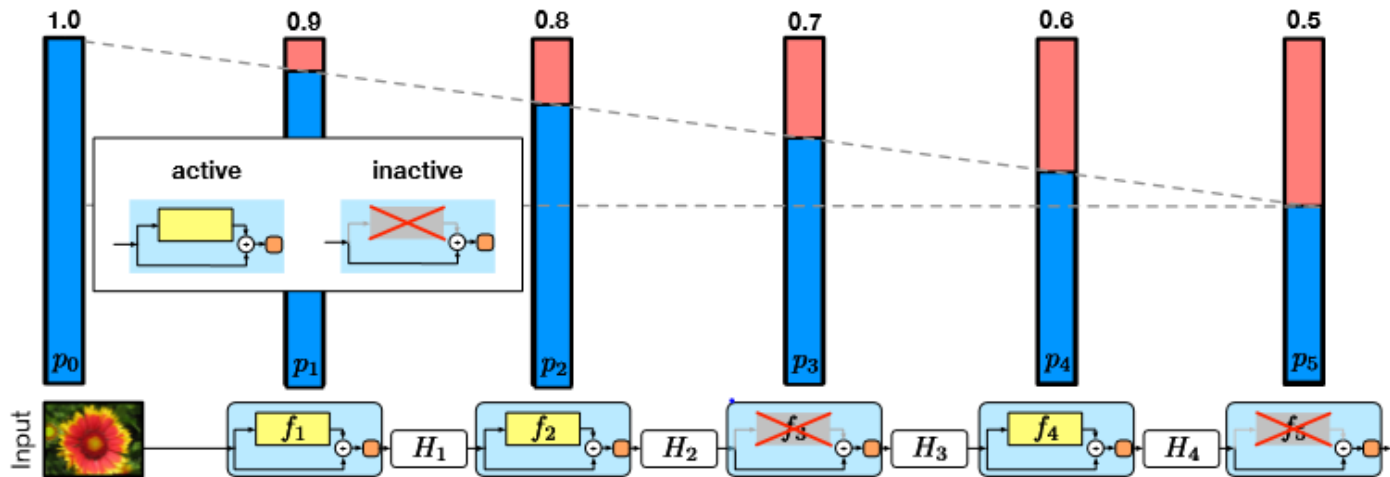 1.0 0.9 0.8 0.7 0.6 0.5
active inactive
p₀ p₁ p₂ p₃ p₄ p₅
Input f₁ H₁ f₂ H₂ f₃ H₃ f₄ H₄ f₅